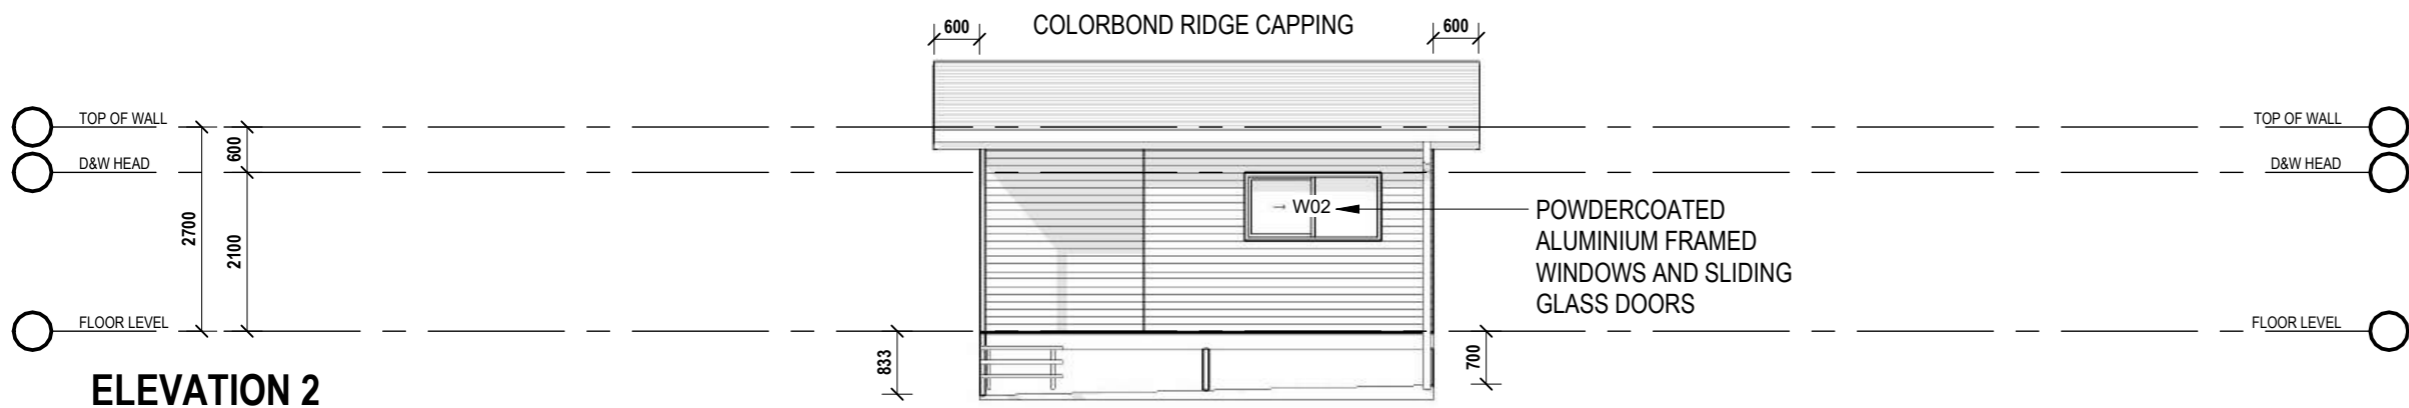 600 COLORBOND RIDGE CAPPING 600
TOP OF WALL TOP OF WALL
600
D&W HEAD D&W HEAD
2700
2100
→ W02
POWDERCOATED
ALUMINIUM FRAMED
WINDOWS AND SLIDING
GLASS DOORS
FLOOR LEVEL FLOOR LEVEL
833
700
ELEVATION 2